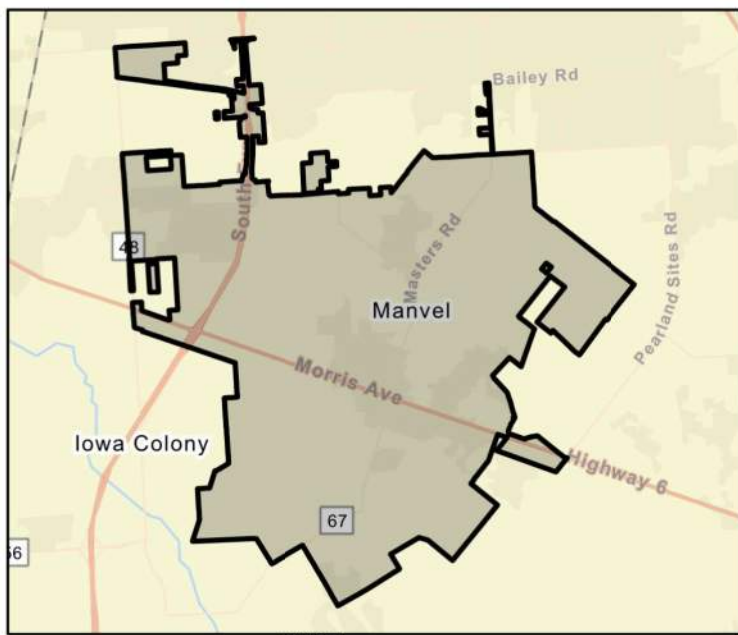 Bailey Rd
South F
48
Masters Rd
Pearland Sites Rd
Manvel
Morris Ave
Iowa Colony
Highway 6
67
56